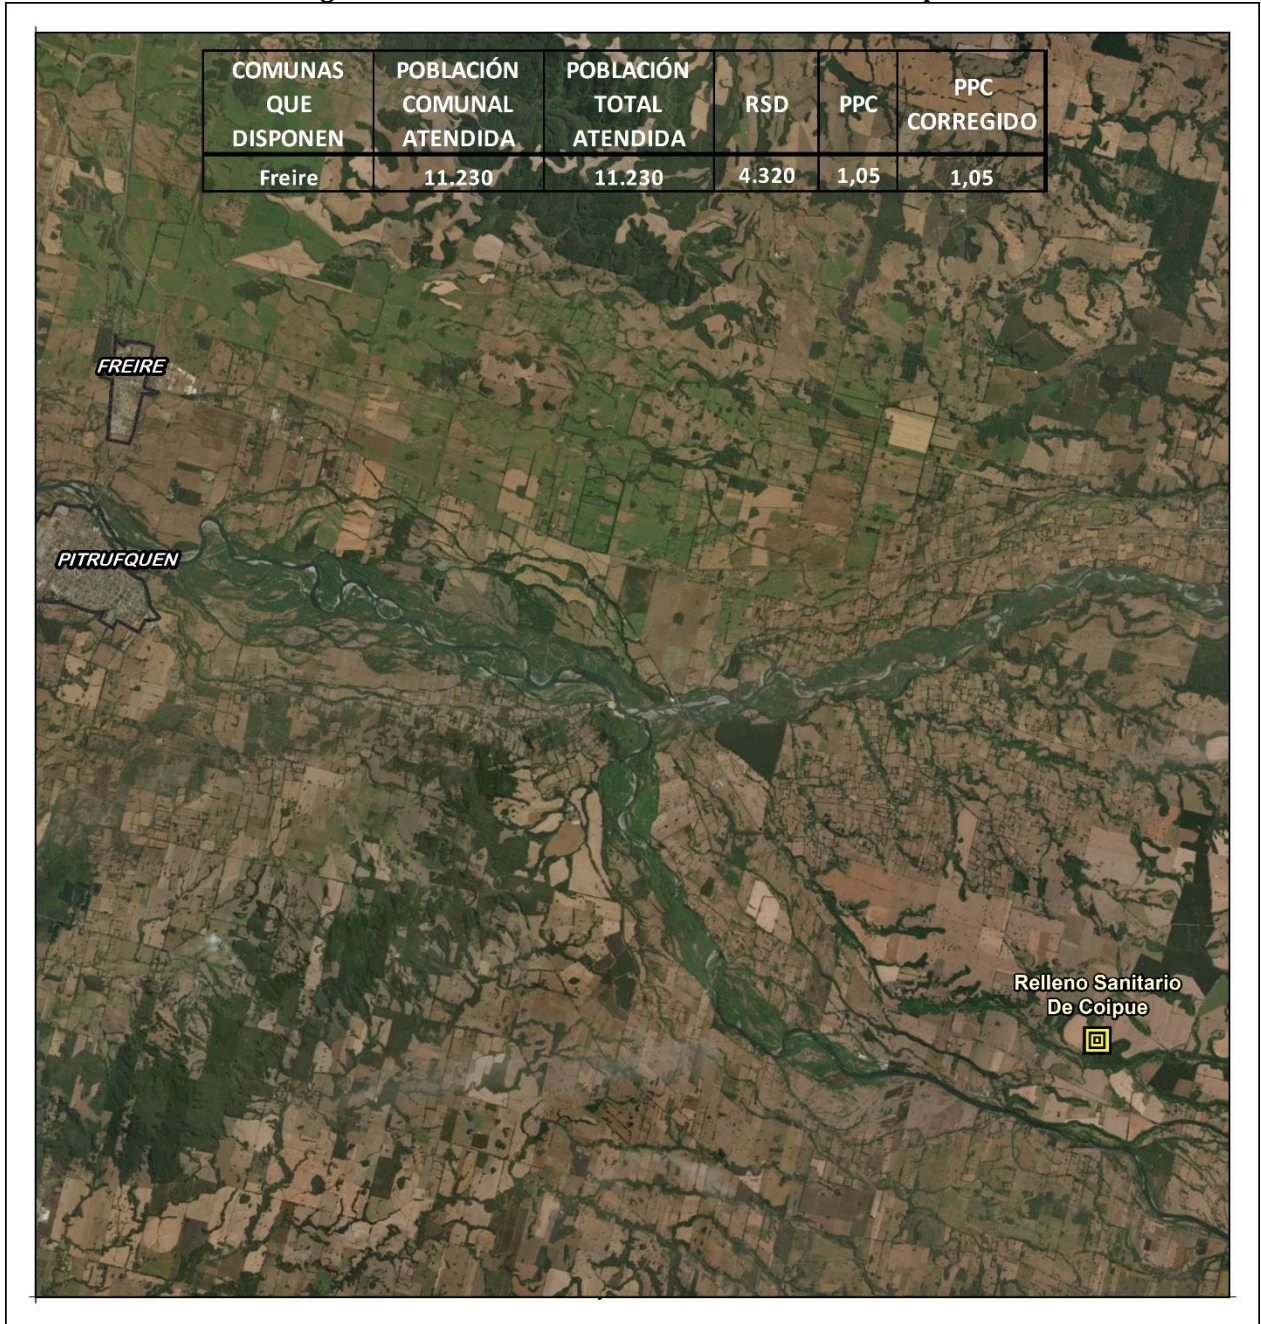 COMUNAS QUE DISPONEN
POBLACIÓN COMUNAL ATENDIDA
POBLACIÓN TOTAL ATENDIDA
RSD
PPC
PPC CORREGIDO
Freire
11.230
11.230
4.320
1,05
1,05
FREIRE
PITRUFQUEN
Relleno Sanitario
De Coipue